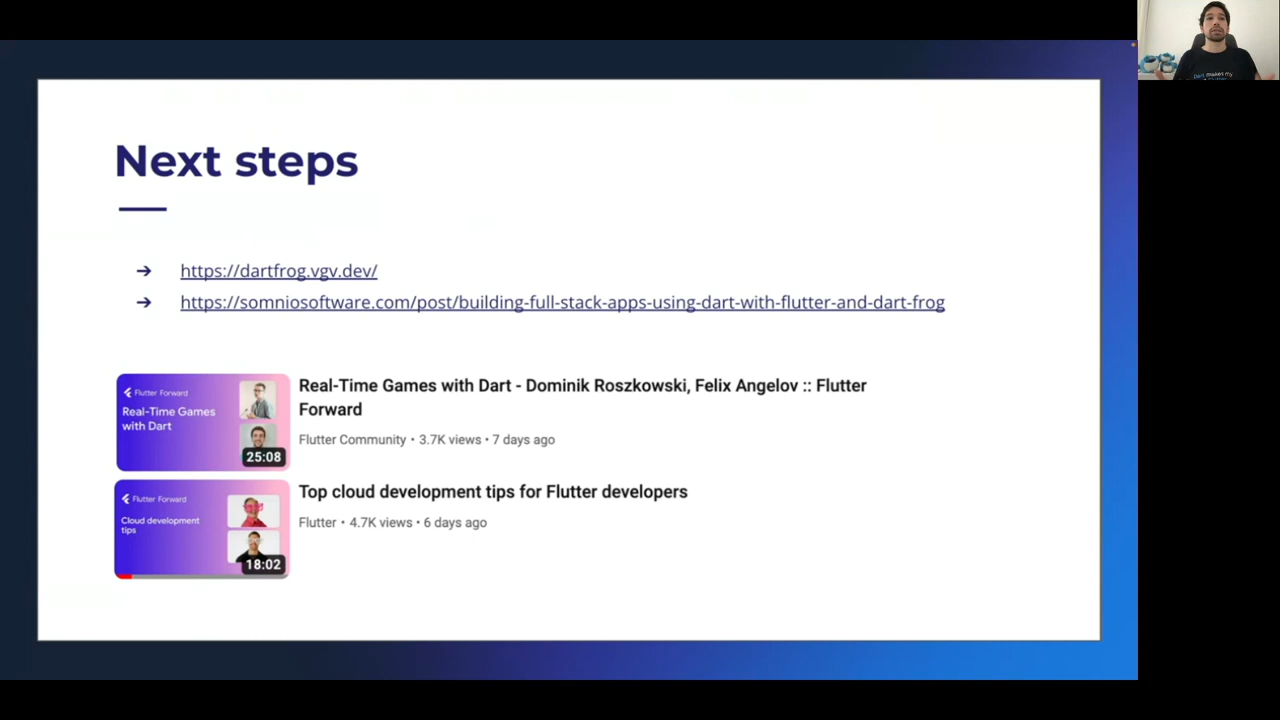 Next steps
➔ https://dartfrog.vgv.dev/
➔ https://somniosoftware.com/post/building-full-stack-apps-using-dart-with-flutter-and-dart-frog
Flutter Forward
Real-Time Games
with Dart
25:08
Real-Time Games with Dart - Dominik Roszkowski, Felix Angelov :: Flutter
Forward
Flutter Community • 3.7K views • 7 days ago
Flutter Forward
Cloud development
tips
18:02
Top cloud development tips for Flutter developers
Flutter • 4.7K views • 6 days ago
Dart makes my